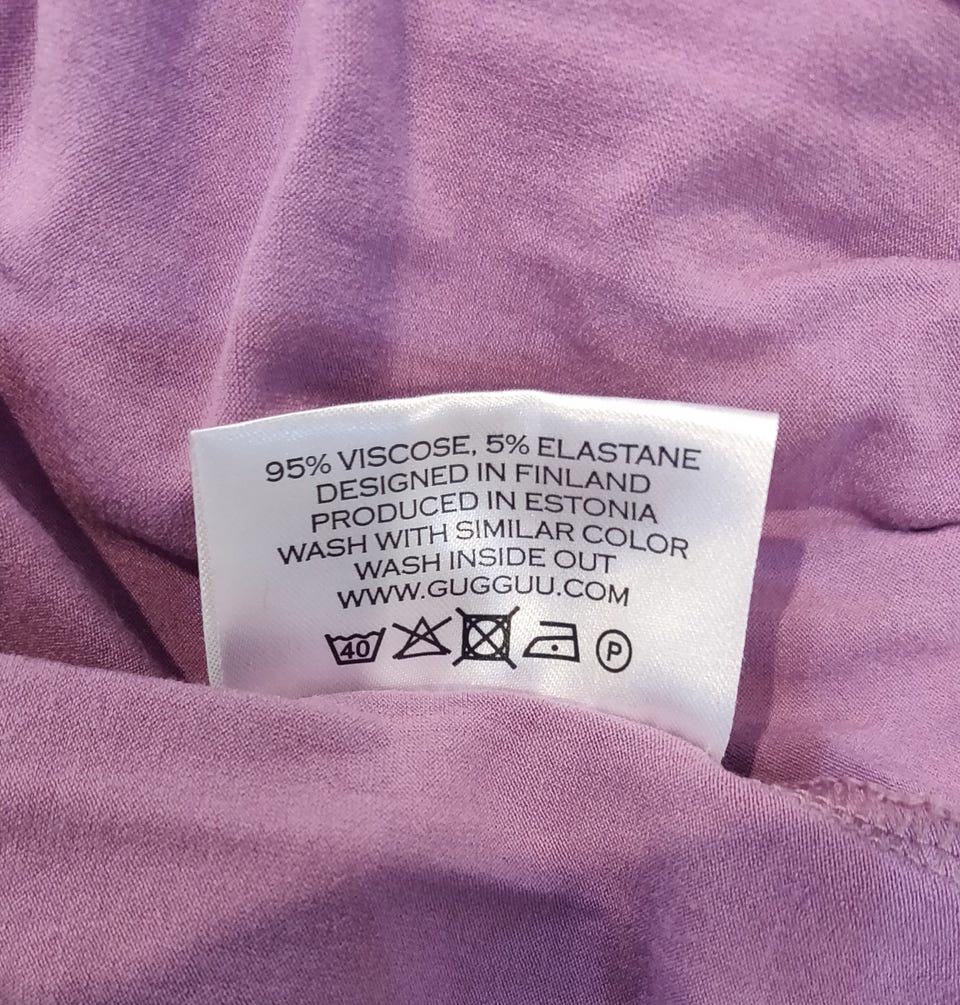 95% VISCOSE, 5% ELASTANE
DESIGNED IN FINLAND
PRODUCED IN ESTONIA
WASH WITH SIMILAR COLOR
WASH INSIDE OUT
WWW.GUGGUU.COM
40 P